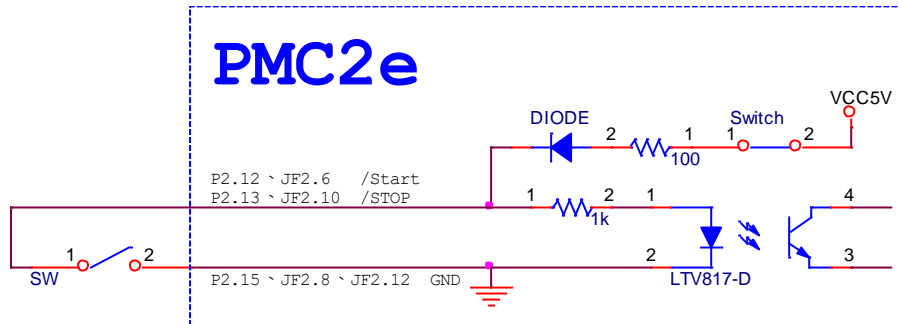 PMC2e
VCC5V
DIODE
Switch
2
1
1
2
100
P2.12、JF2.6 /Start
P2.13、JF2.10 /STOP
1
2
1
4
1k
1
2
2
3
SW
P2.15、JF2.8、JF2.12 GND
LTV817-D